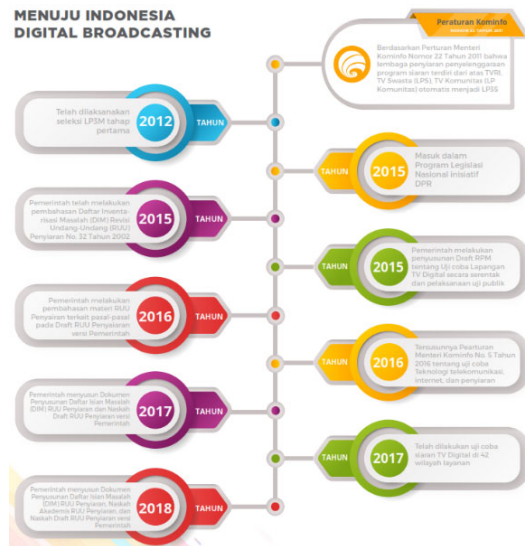 MENUJU INDONESIA
DIGITAL BROADCASTING
Peraturan Kominfo
Berdasarkan Perturan Menteri
Kominfo Nomor 22 Tahun 2011 bahwa
lembaga penyiaran penyelenggaraan
program siaran terdiri dari atas TVRI,
TV Swasta (LPS), TV Komunitas (LP
Komunitas) otomatis menjadi LPSS
Telah dilaksanakan
seleksi LP3M tahap
pertama
2012
TAHUN
TAHUN
2015
Masuk dalam
Program Legislasi
Nasional Inisiatif
DPR
Pemerintah telah melakukan
pembahasan Daftar Inventa-
risasi Masalah (DIM) Revisi
Undang-Undang (RUU)
Penyiaran No. 32 Tahun 2002
2015
TAHUN
TAHUN
2015
Pemerintah melakukan
penyusunan Draft RPM
tentang Uji coba Lapangan
TV Digital secara serentak
dan pelaksanaan uji publik
Pemerintah melakukan
pembahasan materi RUU
Penyiaran terkait pasal-pasal
pada Draft RUU Penyiaran
versi Pemerintah
2016
TAHUN
TAHUN
2016
Tersusunnya Pearturan
Menteri Kominfo No. 5 Tahun
2016 tentang uji coba
Teknologi telekomunikasi,
internet, dan penyiaran
Pemerintah menyusun Dokumen
Penyusunan Daftar Isian Masalah
(DIM) RUU Penyiaran dan Naskah
Draft RUU Penyiaran versi
Pemerintah
2017
TAHUN
TAHUN
2017
Telah dilakukan uji coba
siaran TV Digital di 42
wilayah layanan
Pemerintah menyusun Dokumen
Penyusunan Daftar Isian Masalah
(DIM) RUU Penyiaran, Naskah
Akademis RUU Penyiaran, dan
Naskah Draft RUU Penyiaran versi
Pemerintah
2018
TAHUN